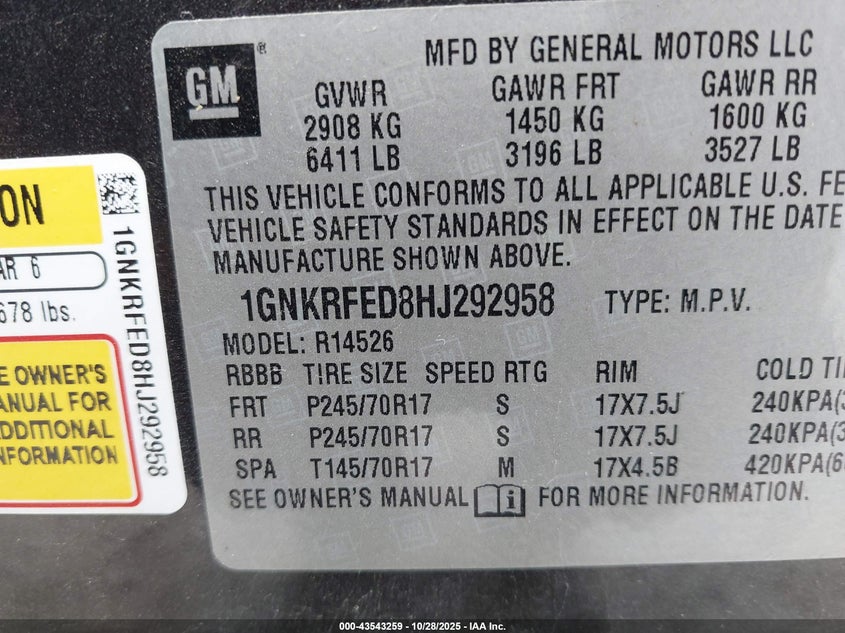 GM
®
MFD BY GENERAL MOTORS LLC
GVWR GAWR FRT GAWR RR
2908 KG 1450 KG 1600 KG
6411 LB 3196 LB 3527 LB
THIS VEHICLE CONFORMS TO ALL APPLICABLE U.S. FE
VEHICLE SAFETY STANDARDS IN EFFECT ON THE DATE
MANUFACTURE SHOWN ABOVE.
1GNKRFED8HJ292958 TYPE: M.P.V.
MODEL: R14526
RBBB TIRE SIZE SPEED RTG RIM COLD TI
FRT P245/70R17 S 17X7.5J 240KPA(3
RR P245/70R17 S 17X7.5J 240KPA(3
SPA T145/70R17 M 17X4.5B 420KPA(6
SEE OWNER'S MANUAL i FOR MORE INFORMATION.
ON
AR 6
678 lbs.
E OWNER'S
ANUAL FOR
DDITIONAL
NFORMATION
1GNKRFED8HJ292958
000-43543259 | 10/28/2025 - IAA Inc.